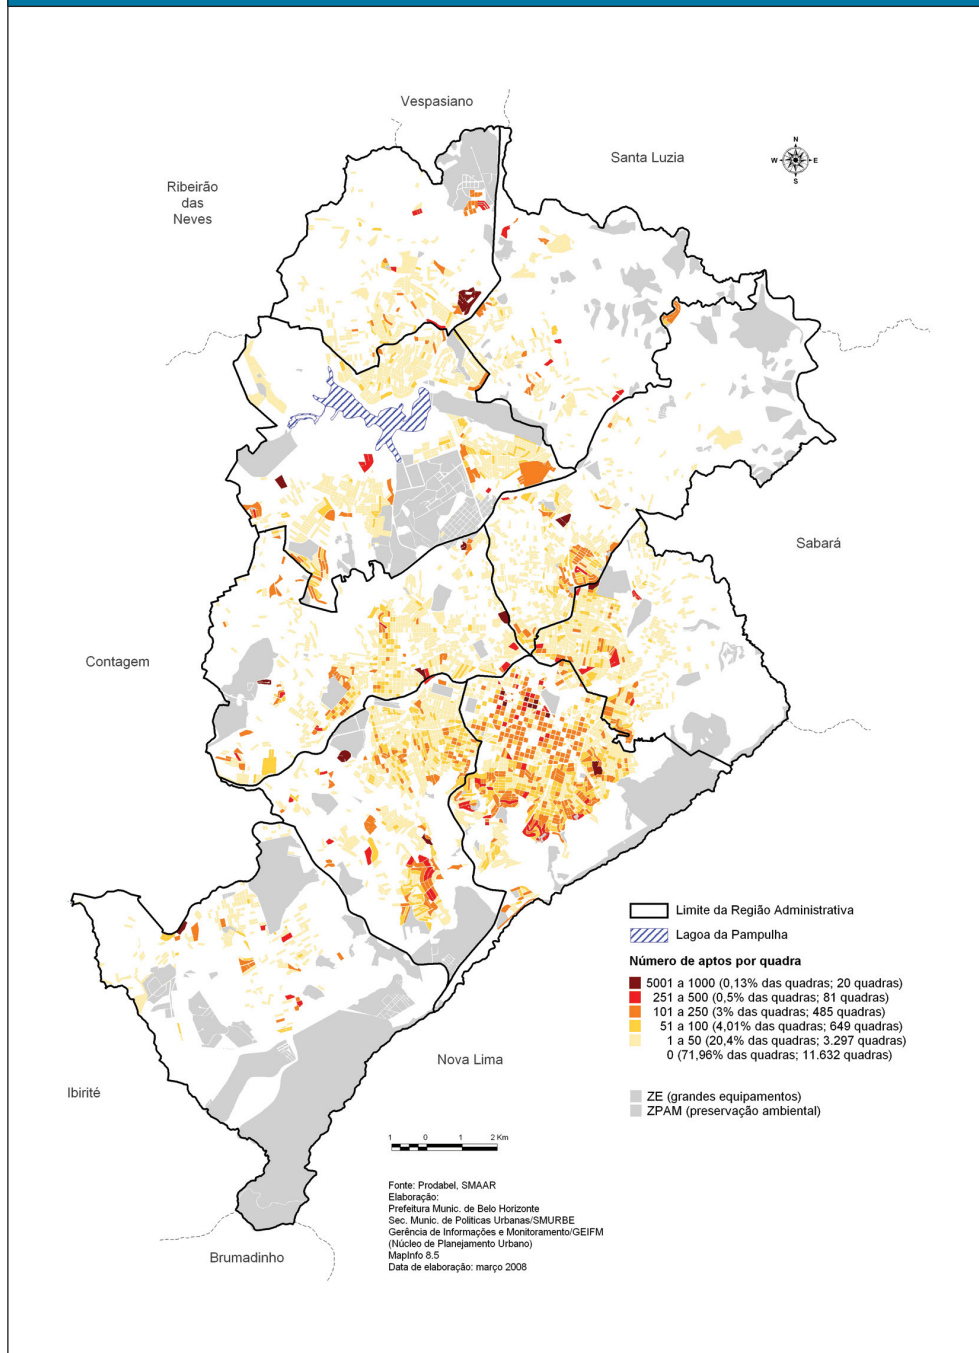 Vespasiano
Santa Luzia
N
W
E
S
Ribeirão
das
Neves
Sabará
Contagem
Limite da Região Administrativa
Lagoa da Pampulha
Número de aptos por quadra
5001 a 1000 (0,13% das quadras; 20 quadras)
251 a 500 (0,5% das quadras; 81 quadras)
101 a 250 (3% das quadras; 485 quadras)
51 a 100 (4,01% das quadras; 649 quadras)
1 a 50 (20,4% das quadras; 3.297 quadras)
0 (71,96% das quadras; 11.632 quadras)
Nova Lima
Ibirité
ZE (grandes equipamentos)
ZPAM (preservação ambiental)
1 0 1 2 Km
Fonte: Prodabel, SMAAR
Elaboração:
Prefeitura Munic. de Belo Horizonte
Sec. Munic. de Politicas Urbanas/SMURBE
Gerência de Informações e Monitoramento/GEIFM
(Núcleo de Planejamento Urbano)
MapInfo 8.5
Data de elaboração: março 2008
Brumadinho